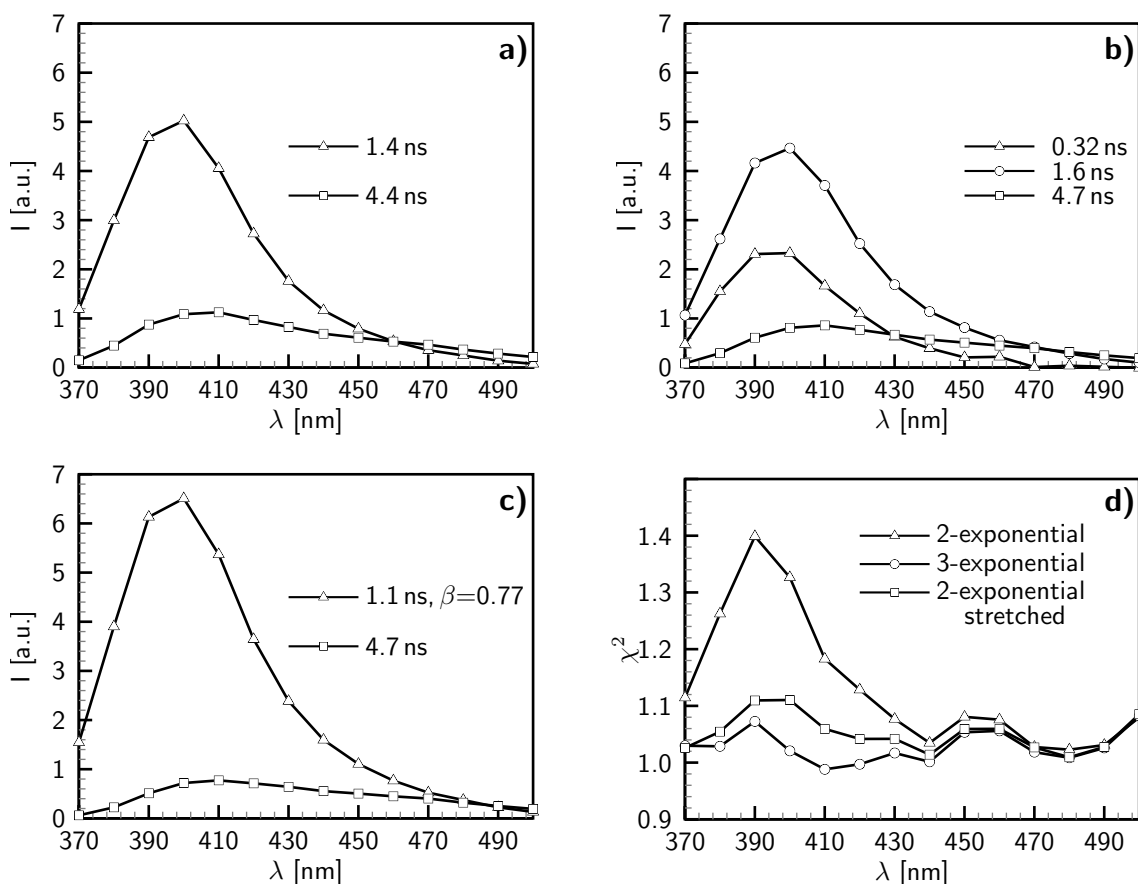 a)
7
6
5
4
3
2
1
0
I [a.u.]
1.4 ns
4.4 ns
370 390 410 430 450 470 490
λ [nm]
b)
7
6
5
4
3
2
1
0
I [a.u.]
0.32 ns
1.6 ns
4.7 ns
370 390 410 430 450 470 490
λ [nm]
c)
7
6
5
4
3
2
1
0
I [a.u.]
1.1 ns, β=0.77
4.7 ns
370 390 410 430 450 470 490
λ [nm]
d)
1.4
1.3
1.2
1.1
1.0
0.9
χ²
2-exponential
3-exponential
2-exponential
stretched
370 390 410 430 450 470 490
λ [nm]